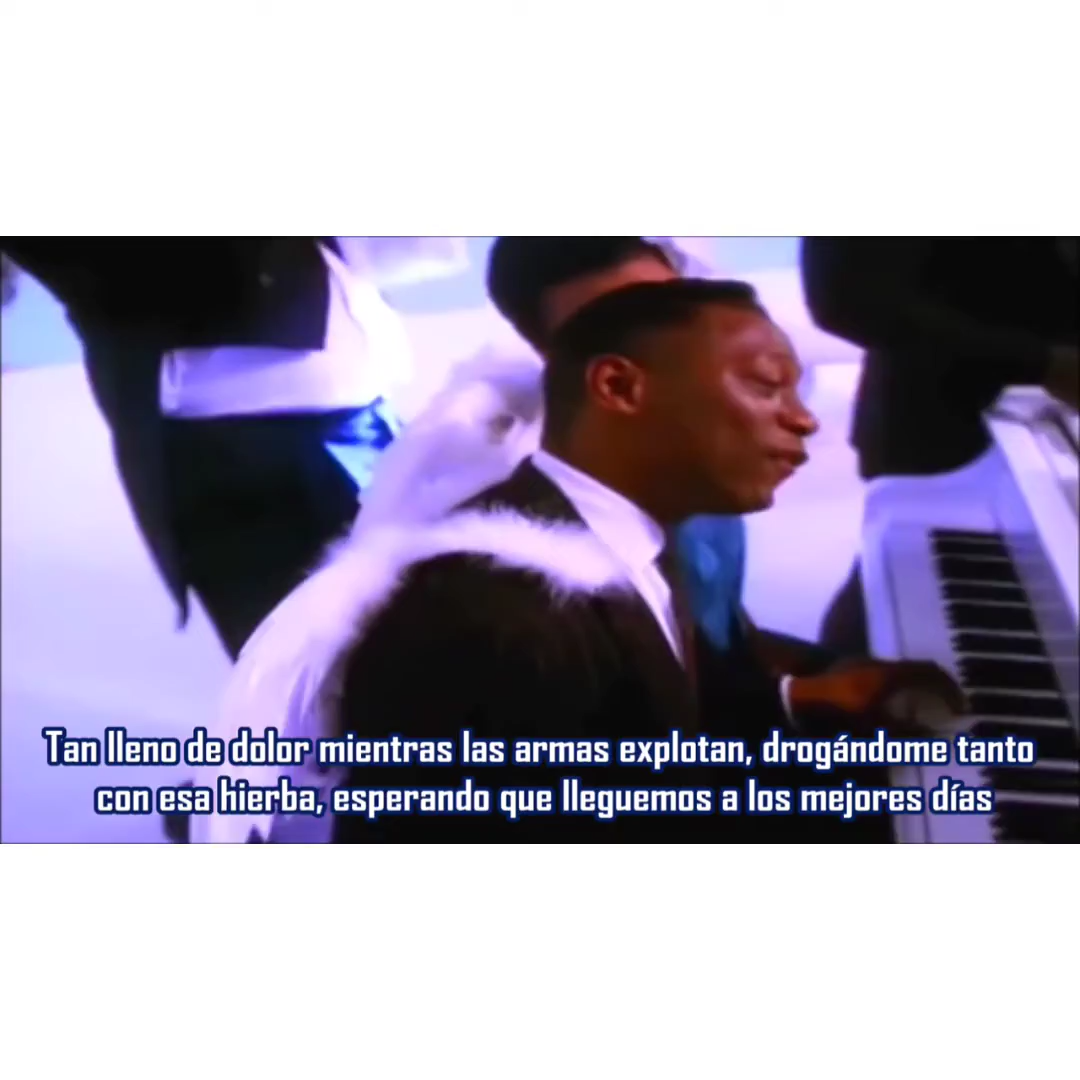 Tan lleno de dolor mientras las armas explotan, drogándome tanto
con esa hierba, esperando que lleguemos a los mejores días